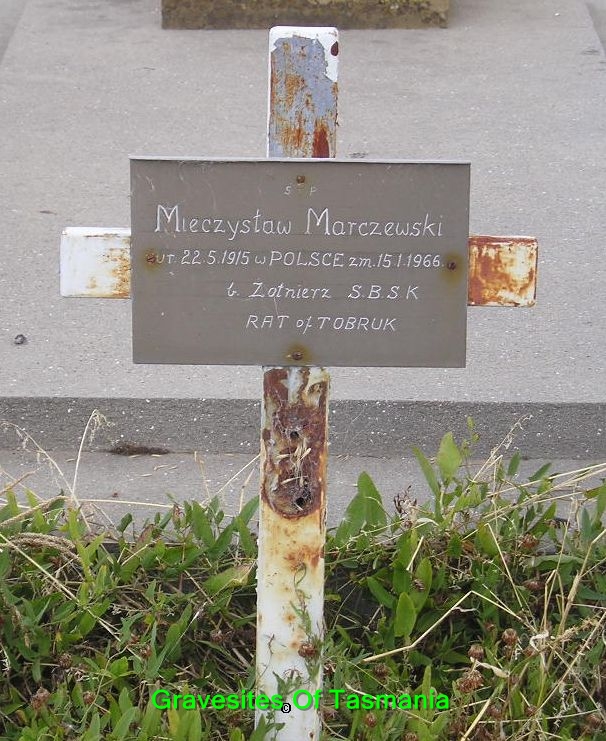 S P
Mieczysław Marczewski
ur. 22.5.1915 w POLSCE zm. 15.1.1966.
b. Żołnierz S.B.S.K
RAT of TOBRUK
Gravesites Of Tasmania
©